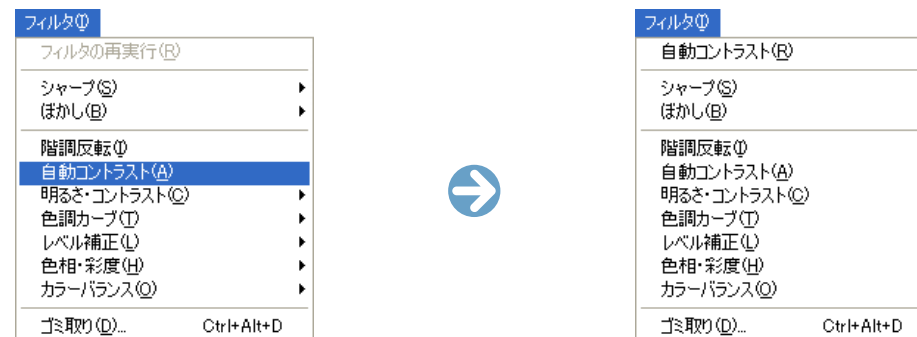 フィルタ(I)
フィルタの再実行(R)
シャープ(S)
ぼかし(B)
階調反転(I)
自動コントラスト(A)
明るさ・コントラスト(C)
色調カーブ(T)
レベル補正(L)
色相・彩度(H)
カラーバランス(O)
ゴミ取り(D)... Ctrl+Alt+D
フィルタ(I)
自動コントラスト(R)
シャープ(S)
ぼかし(B)
階調反転(I)
自動コントラスト(A)
明るさ・コントラスト(C)
色調カーブ(T)
レベル補正(L)
色相・彩度(H)
カラーバランス(O)
ゴミ取り(D)... Ctrl+Alt+D